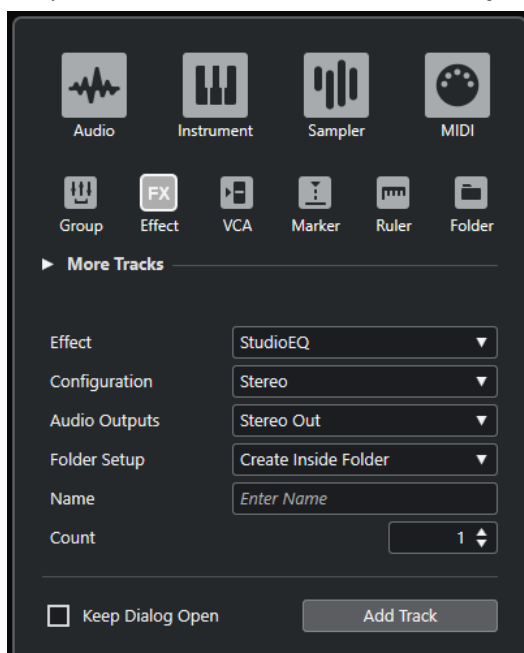 Audio Instrument Sampler MIDI
FX
Group Effect VCA Marker Ruler Folder
More Tracks
Effect StudioEQ
Configuration Stereo
Audio Outputs Stereo Out
Folder Setup Create Inside Folder
Name Enter Name
Count 1
Keep Dialog Open Add Track